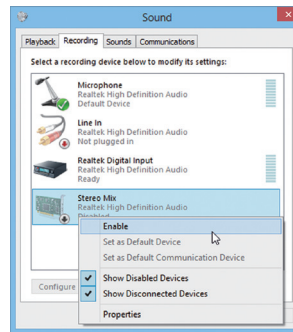 Sound
Playback Recording Sounds Communications
Select a recording device below to modify its settings:
Microphone
Realtek High Definition Audio
Default Device
Line In
Realtek High Definition Audio
Not plugged in
Realtek Digital Input
Realtek High Definition Audio
Ready
Stereo Mix
Realtek High Definition Audio
Disabled
Enable
Set as Default Device
Set as Default Communication Device
Show Disabled Devices
Show Disconnected Devices
Properties
Configure